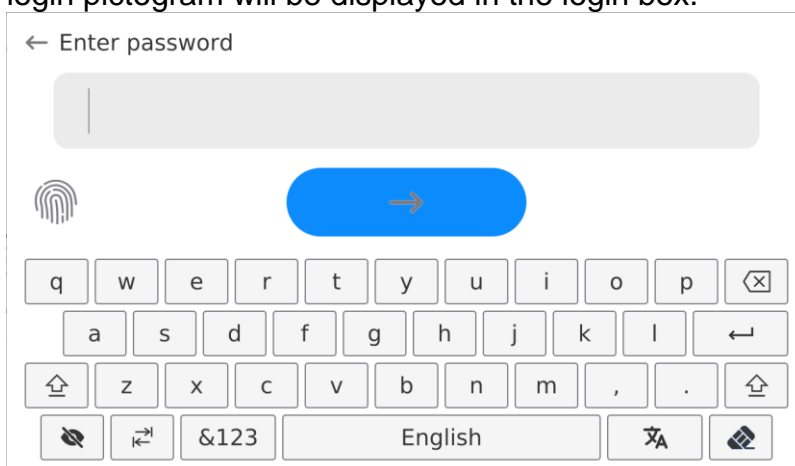 login pictogram will be displayed in the login box.
← Enter password
→
q w e r t y u i o p
a s d f g h j k l
z x c v b n m , .
&123 English